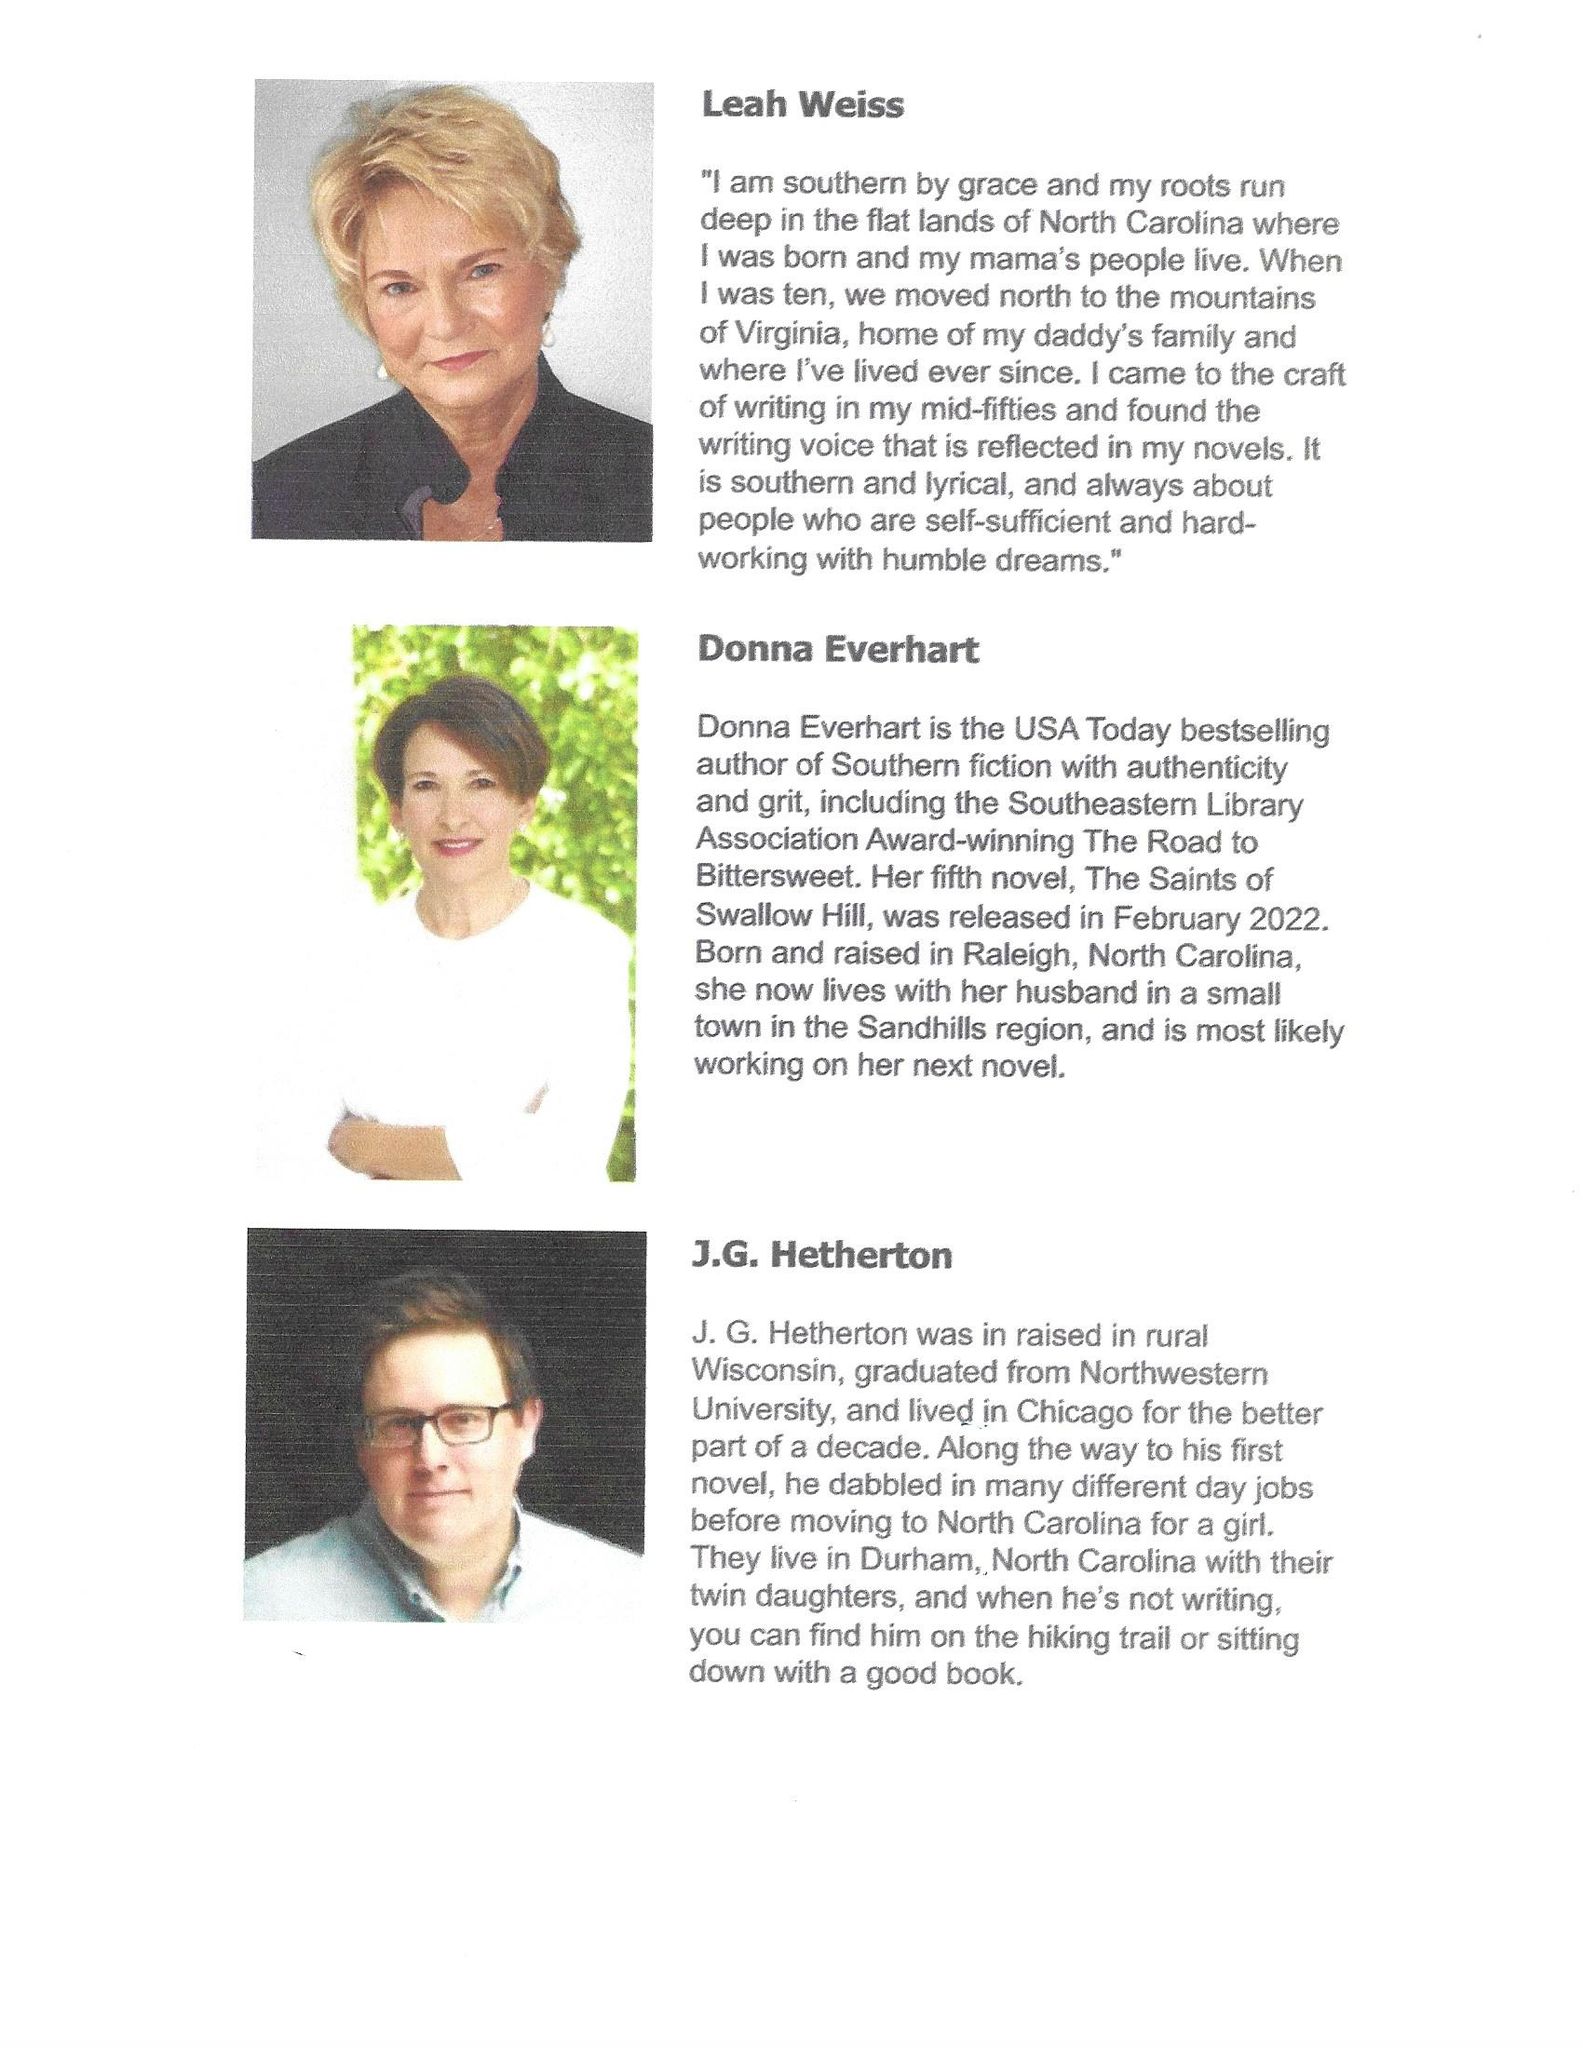 Leah Weiss
"I am southern by grace and my roots run
deep in the flat lands of North Carolina where
I was born and my mama's people live. When
I was ten, we moved north to the mountains
of Virginia, home of my daddy's family and
where I've lived ever since. I came to the craft
of writing in my mid-fifties and found the
writing voice that is reflected in my novels. It
is southern and lyrical, and always about
people who are self-sufficient and hard-
working with humble dreams."
Donna Everhart
Donna Everhart is the USA Today bestselling
author of Southern fiction with authenticity
and grit, including the Southeastern Library
Association Award-winning The Road to
Bittersweet. Her fifth novel, The Saints of
Swallow Hill, was released in February 2022.
Born and raised in Raleigh, North Carolina,
she now lives with her husband in a small
town in the Sandhills region, and is most likely
working on her next novel.
J.G. Hetherton
J. G. Hetherton was in raised in rural
Wisconsin, graduated from Northwestern
University, and lived in Chicago for the better
part of a decade. Along the way to his first
novel, he dabbled in many different day jobs
before moving to North Carolina for a girl.
They live in Durham, North Carolina with their
twin daughters, and when he's not writing,
you can find him on the hiking trail or sitting
down with a good book.